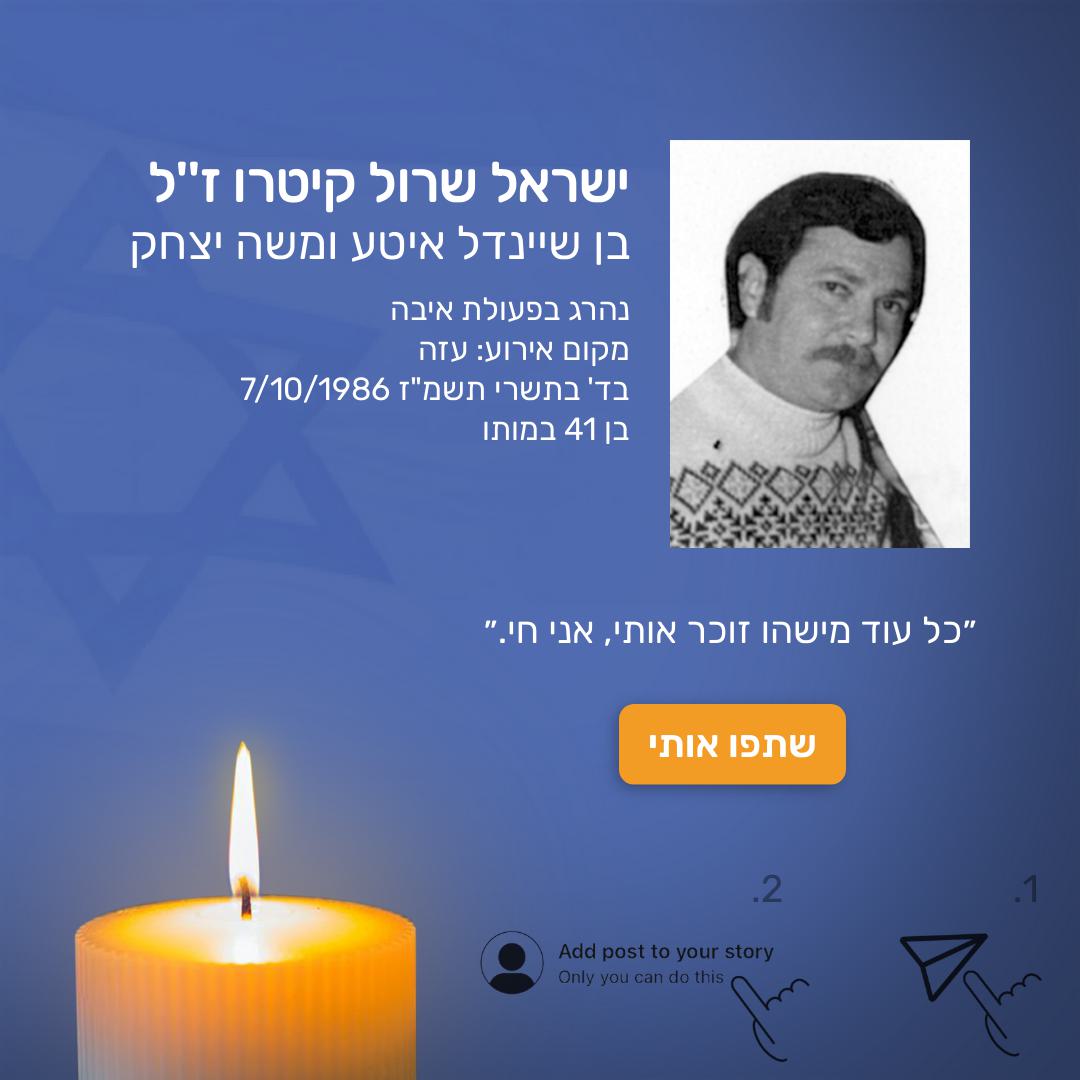 ישראל שרול קיטרו ז"ל
בן שיינדל איטע ומשה יצחק
נהרג בפעולת איבה
מקום אירוע: עזה
בד' בתשרי תשמ"ז 7/10/1986
בן 41 במותו
״כל עוד מישהו זוכר אותי, אני חי.״
שתפו אותי
1.
2.
Add post to your story
Only you can do this